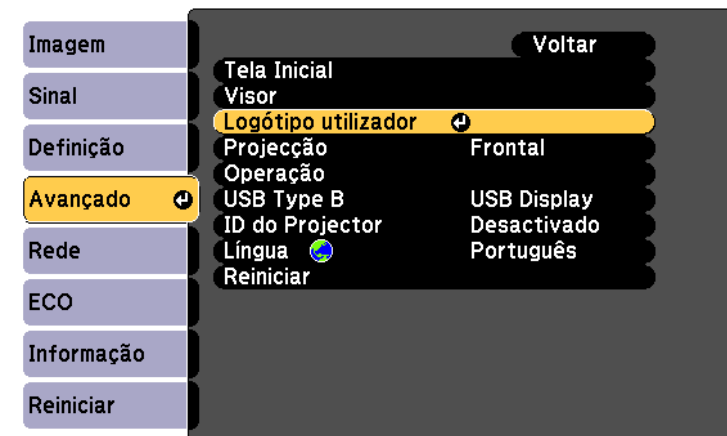 Imagem
Sinal
Definição
Avançado
Rede
ECO
Informação
Reiniciar
Voltar
Tela Inicial
Visor
Logótipo utilizador
Projecção Frontal
Operação
USB Type B USB Display
ID do Projector Desactivado
Língua Português
Reiniciar